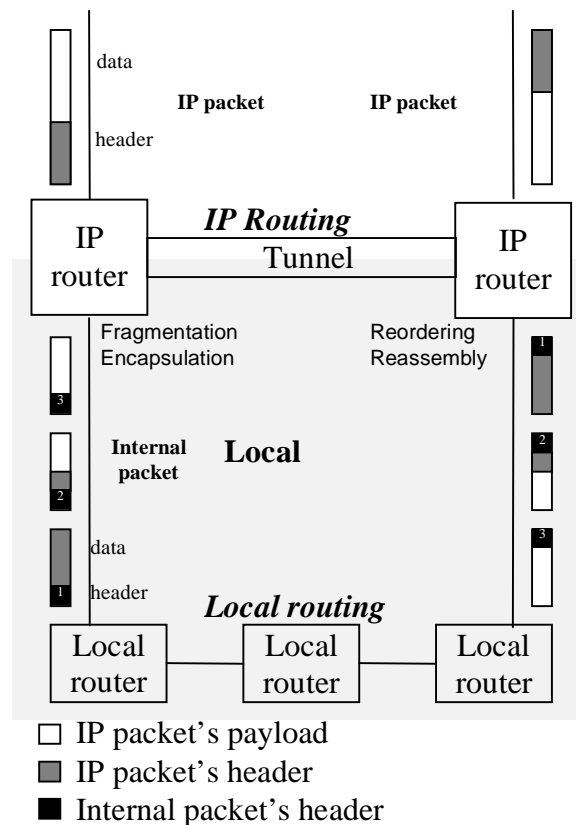 data
IP packet
IP packet
header
IP Routing
IP
router
Tunnel
IP
router
Fragmentation
Encapsulation
Reordering
Reassembly
1
3
Internal
packet
Local
2
2
data
3
1
header
Local routing
Local
router
Local
router
Local
router
IP packet's payload
IP packet's header
Internal packet's header